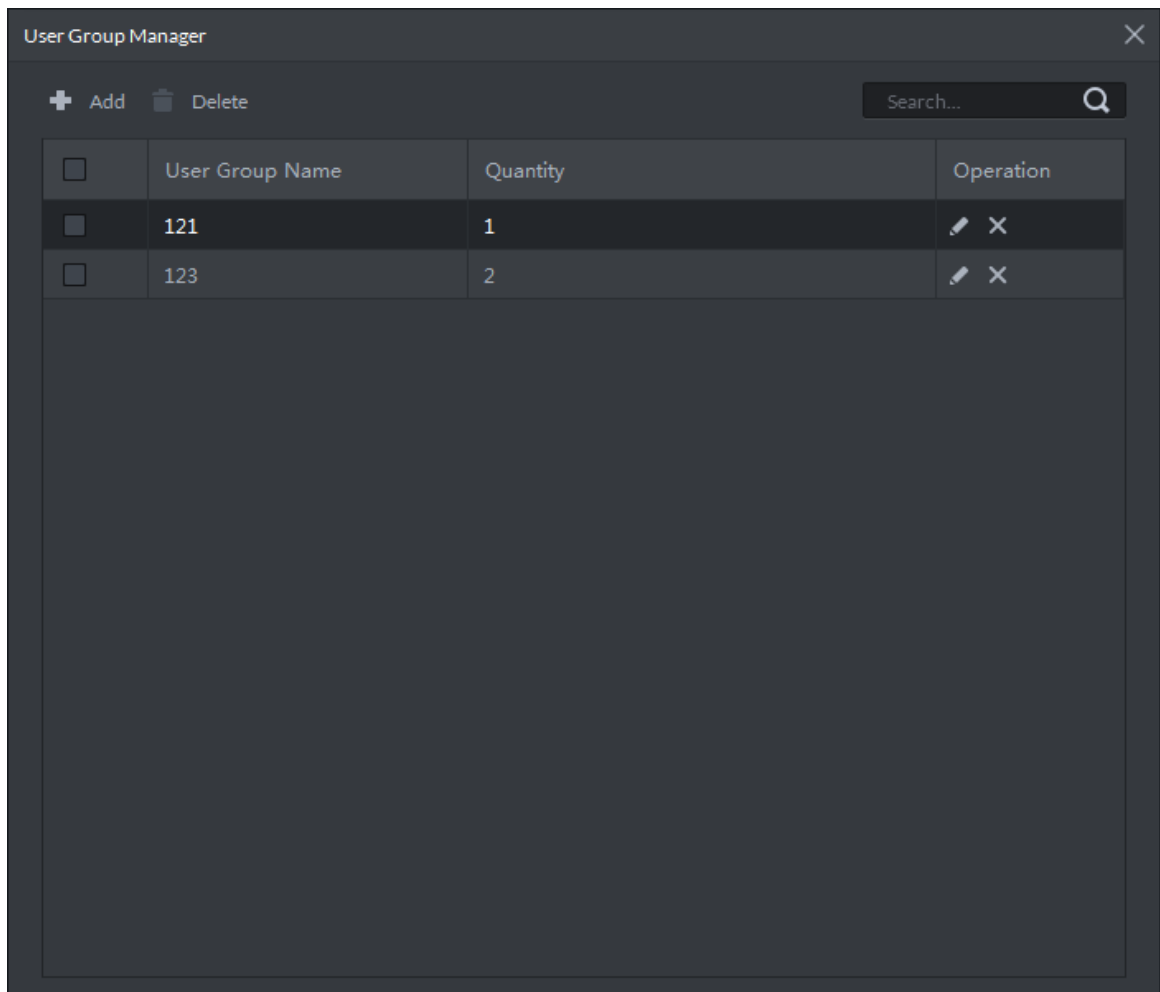 User Group Manager
Add Delete Search...
User Group Name Quantity Operation
121 1
123 2